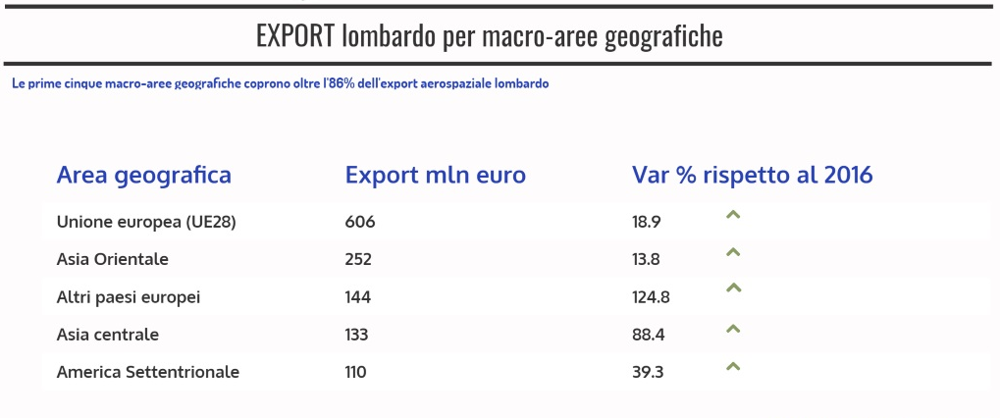 EXPORT lombardo per macro-aree geografiche
Le prime cinque macro-aree geografiche coprono oltre l'86% dell'export aerospaziale lombardo
Area geografica Export mln euro Var % rispetto al 2016
Unione europea (UE28) 606 18.9
Asia Orientale 252 13.8
Altri paesi europei 144 124.8
Asia centrale 133 88.4
America Settentrionale 110 39.3